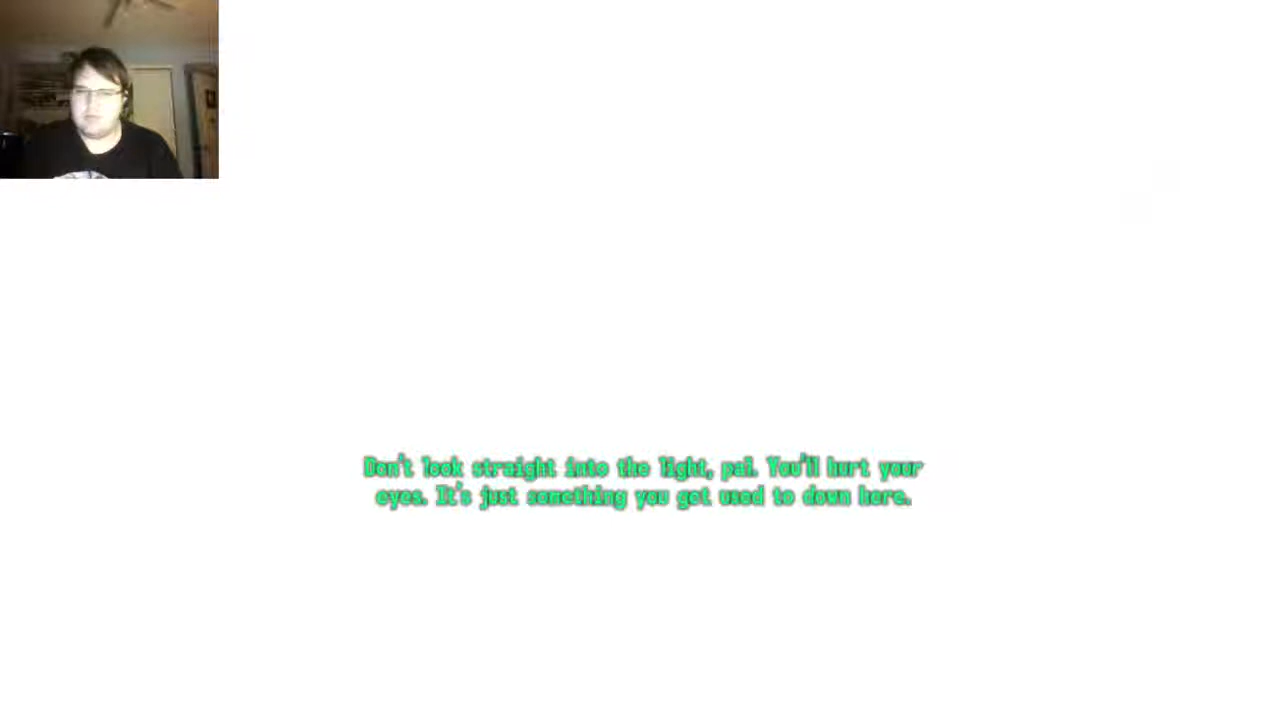 Don't look straight into the light, pal. You'll hurt your
eyes. It's just something you get used to down here.